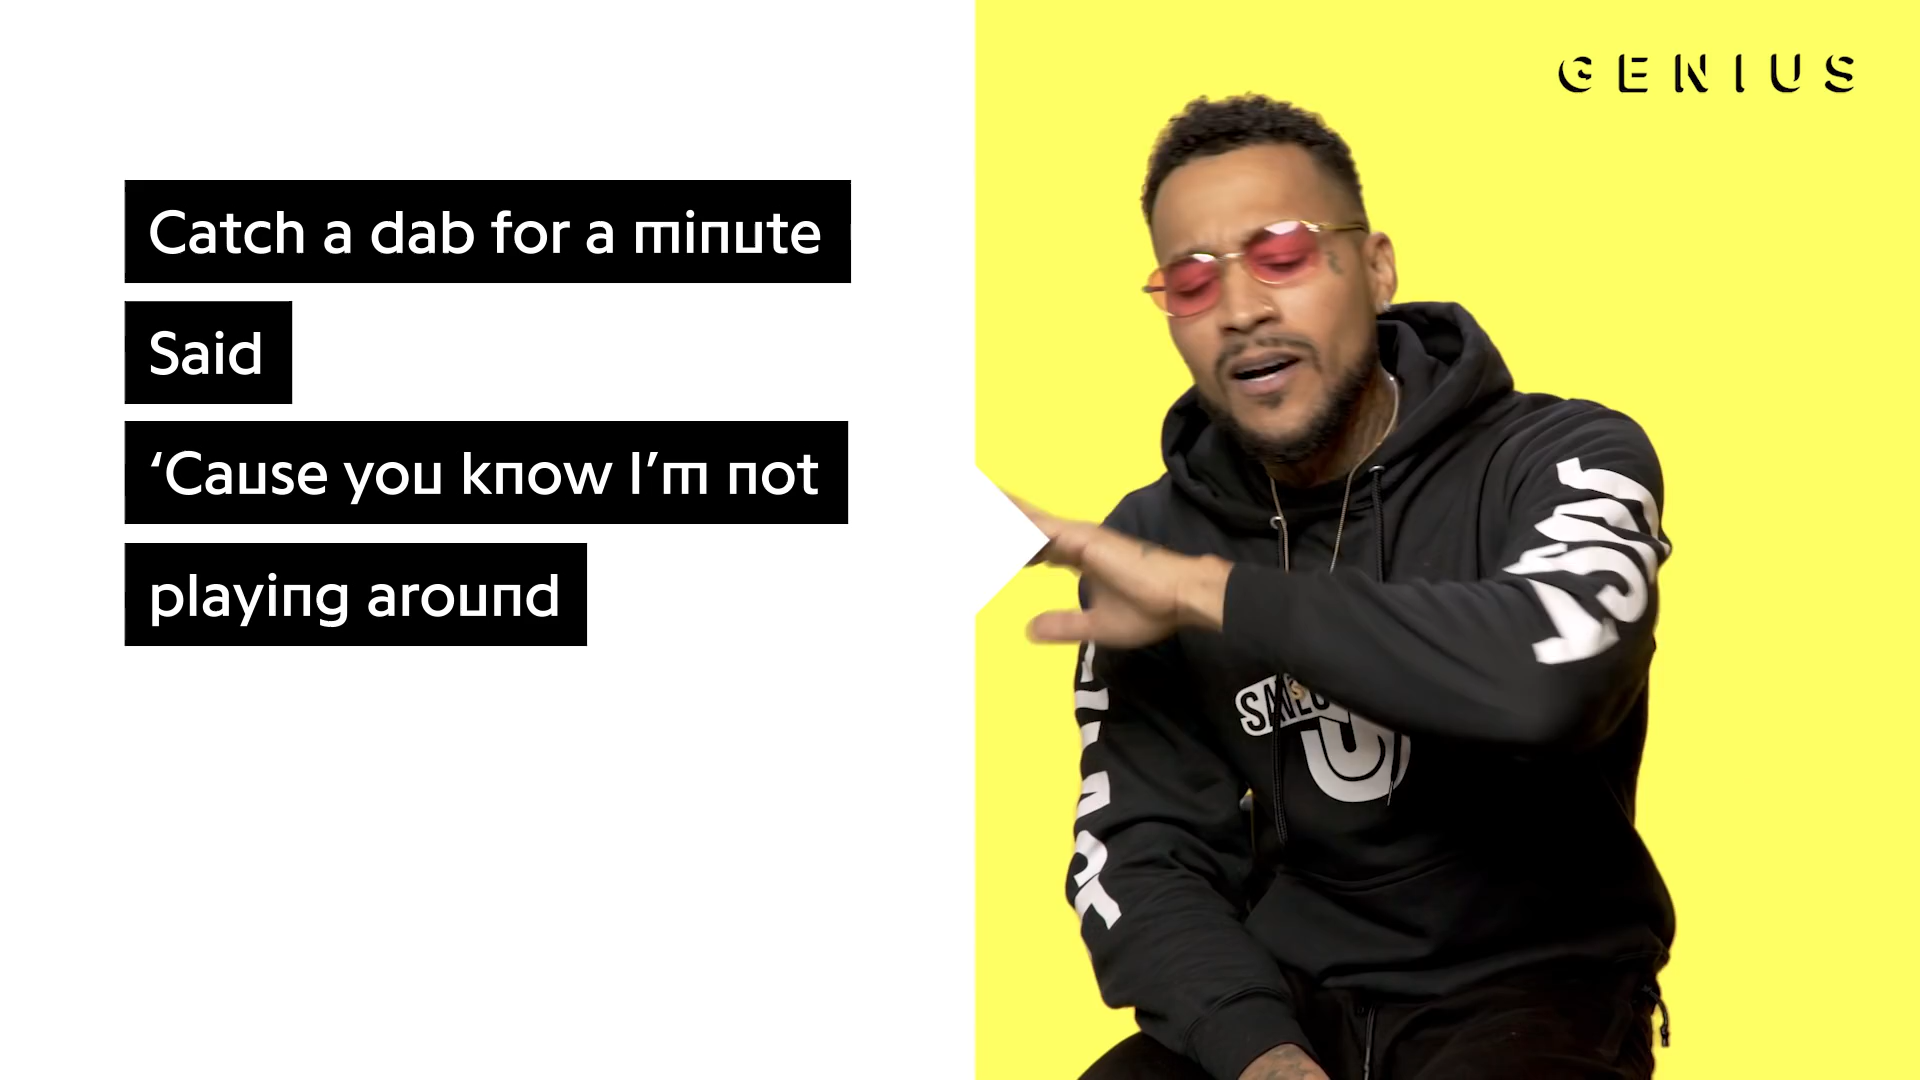 GENIUS
Catch a dab for a minute
Said
‘Cause you know I’m not
playing around